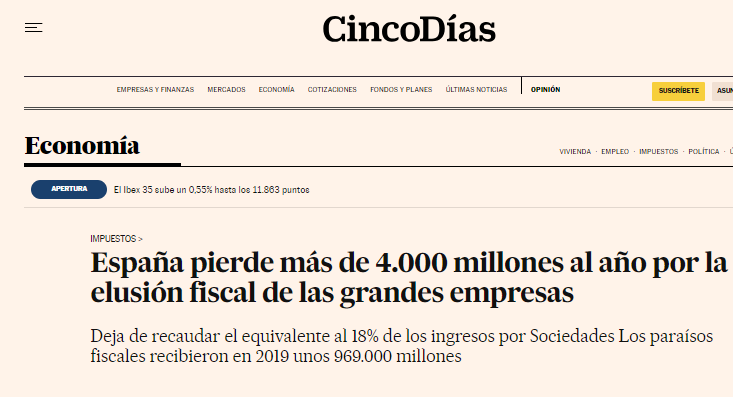 CincoDías
EMPRESAS Y FINANZAS MERCADOS ECONOMÍA COTIZACIONES FONDOS Y PLANES ÚLTIMAS NOTICIAS OPINIÓN SUSCRÍBETE
Economía
VIVIENDA · EMPLEO · IMPUESTOS · POLÍTICA ·
APERTURA El Ibex 35 sube un 0,55% hasta los 11.863 puntos
IMPUESTOS >
España pierde más de 4.000 millones al año por la
elusión fiscal de las grandes empresas
Deja de recaudar el equivalente al 18% de los ingresos por Sociedades Los paraísos
fiscales recibieron en 2019 unos 969.000 millones